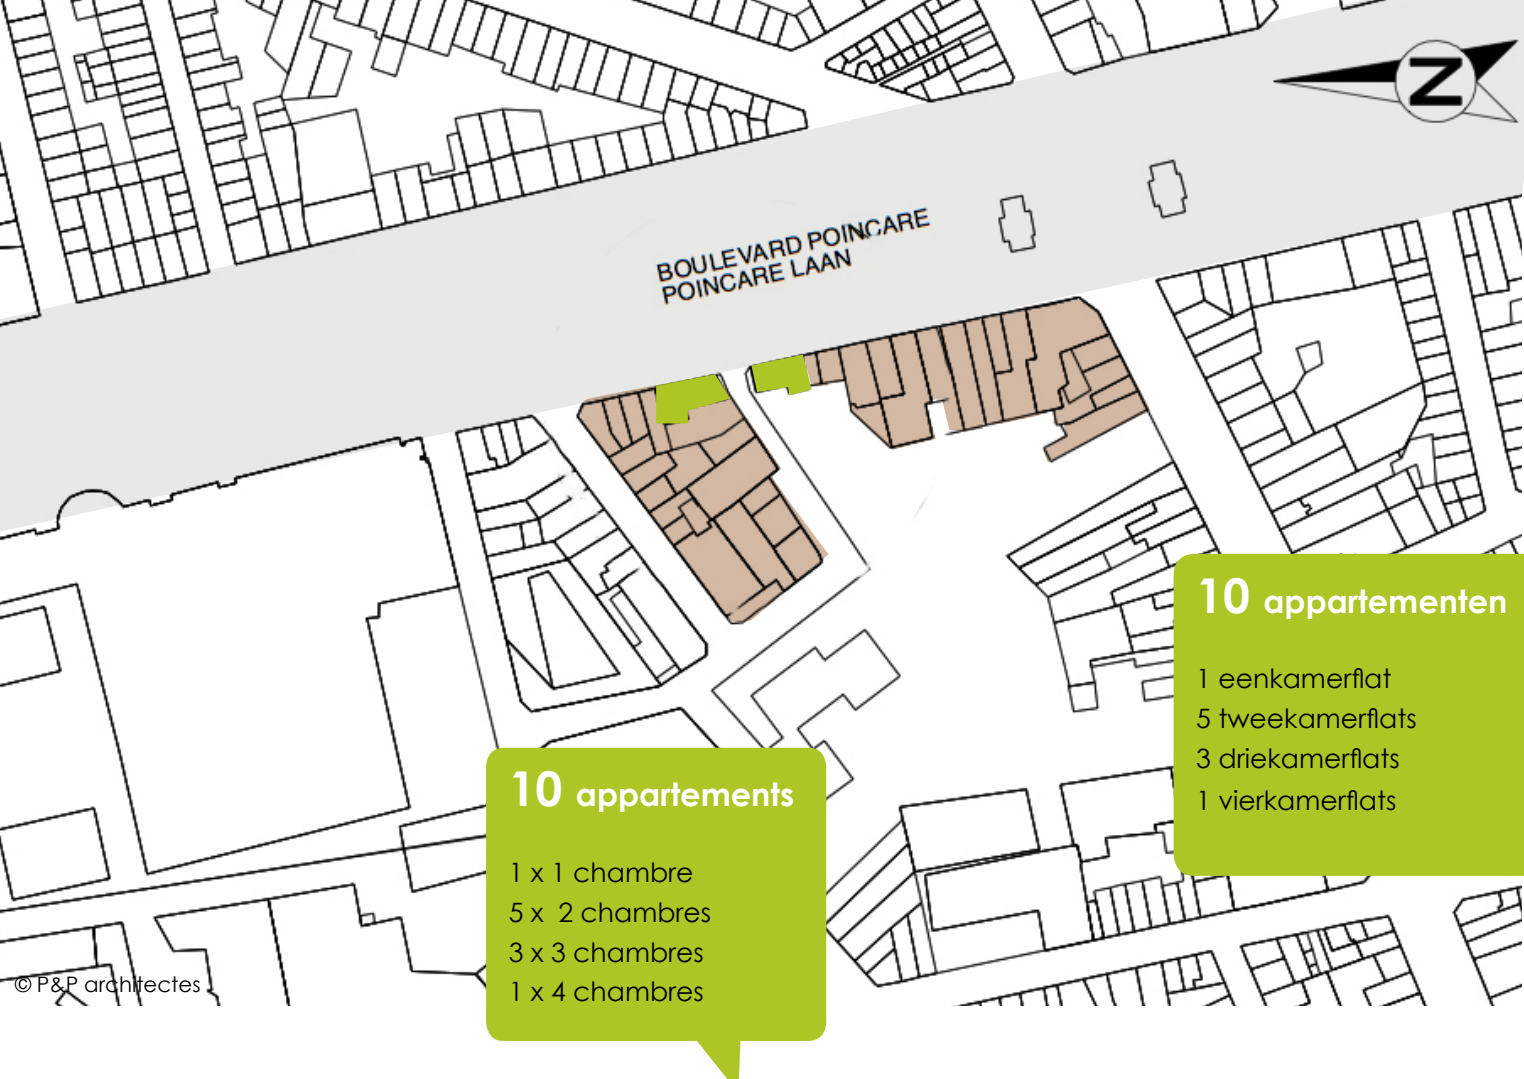 Z
BOULEVARD POINCARE
POINCARE LAAN
10 appartementen
1 eenkamerflat
5 tweekamerflats
3 driekamerflats
1 vierkamerflats
10 appartements
1 x 1 chambre
5 x 2 chambres
3 x 3 chambres
1 x 4 chambres
© P&P architectes